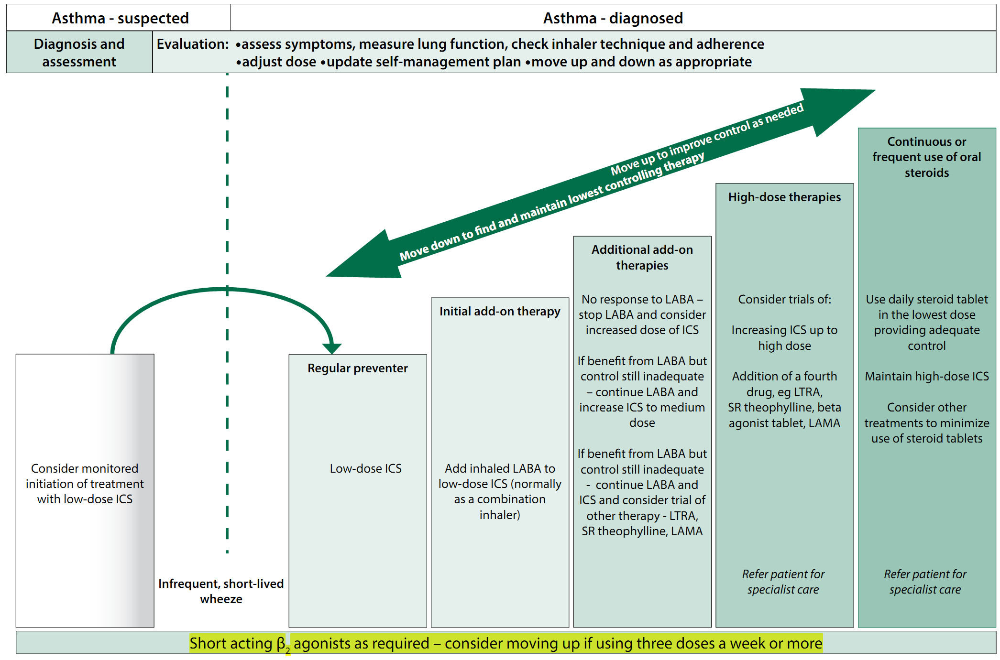 Asthma - suspected
Asthma - diagnosed
Diagnosis and
assessment
Evaluation: •assess symptoms, measure lung function, check inhaler technique and adherence
•adjust dose •update self-management plan •move up and down as appropriate
Move up to improve control as needed
Move down to find and maintain lowest controlling therapy
Consider monitored
initiation of treatment
with low-dose ICS
Infrequent, short-lived
wheeze
Regular preventer
Low-dose ICS
Initial add-on therapy
Add inhaled LABA to
low-dose ICS (normally
as a combination
inhaler)
Additional add-on
therapies
No response to LABA –
stop LABA and consider
increased dose of ICS
If benefit from LABA but
control still inadequate
– continue LABA and
increase ICS to medium
dose
If benefit from LABA but
control still inadequate
- continue LABA and
ICS and consider trial of
other therapy - LTRA,
SR theophylline, LAMA
High-dose therapies
Consider trials of:
Increasing ICS up to
high dose
Addition of a fourth
drug, eg LTRA,
SR theophylline, beta
agonist tablet, LAMA
Refer patient for
specialist care
Continuous or
frequent use of oral
steroids
Use daily steroid tablet
in the lowest dose
providing adequate
control
Maintain high-dose ICS
Consider other
treatments to minimize
use of steroid tablets
Refer patient for
specialist care
Short acting β₂ agonists as required – consider moving up if using three doses a week or more